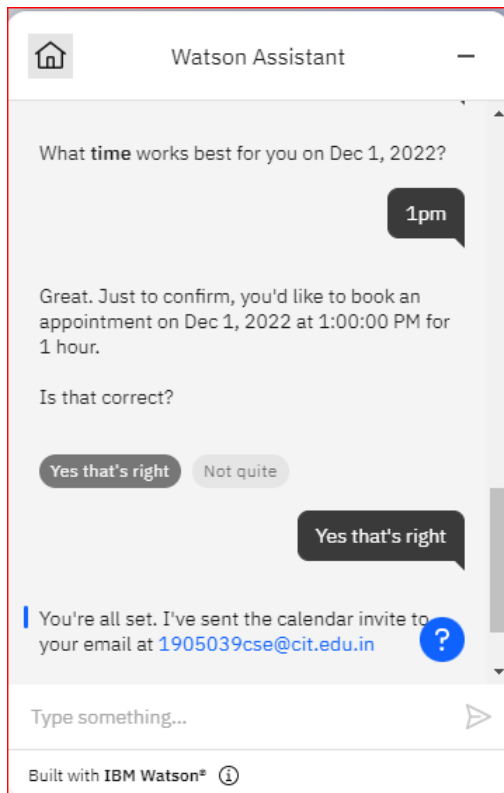 Watson Assistant
What time works best for you on Dec 1, 2022?
1pm
Great. Just to confirm, you'd like to book an
appointment on Dec 1, 2022 at 1:00:00 PM for
1 hour.
Is that correct?
Yes that's right
Not quite
Yes that's right
You're all set. I've sent the calendar invite to
your email at 1905039cse@cit.edu.in
?
Type something...
Built with IBM Watson®